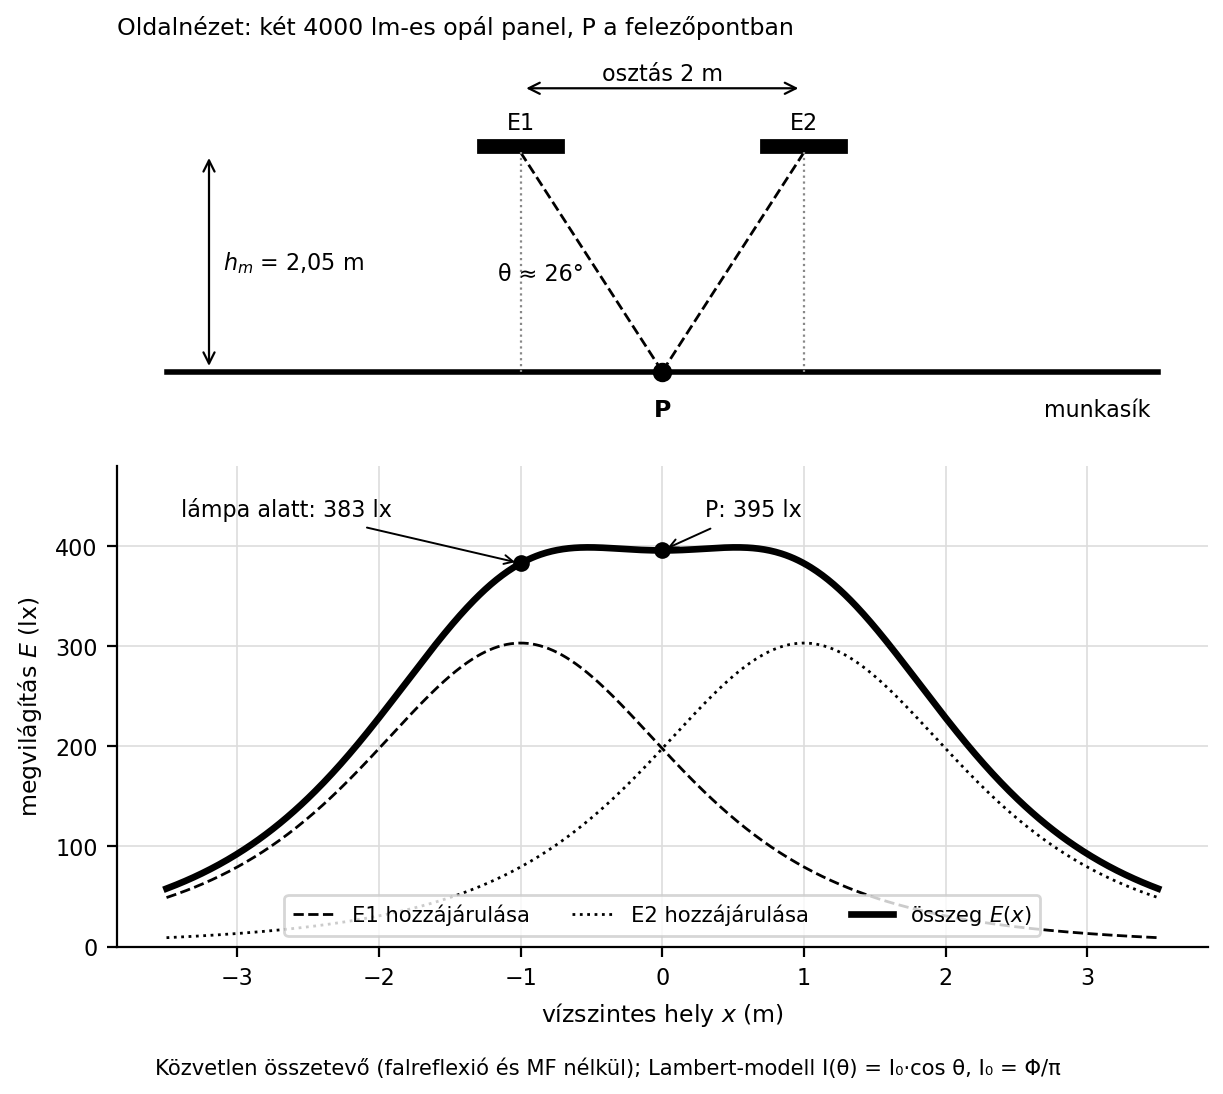 Oldalnézet: két 4000 lm-es opál panel, P a felezőpontban
osztás 2 m
E1
E2
h_m = 2,05 m
θ ≈ 26°
P
munkasík
lámpa alatt: 383 lx
P: 395 lx
megvilágítás E (lx)
400
300
200
100
0
E1 hozzájárulása
E2 hozzájárulása
összeg E(x)
−3
−2
−1
0
1
2
3
vízszintes hely x (m)
Közvetlen összetevő (falreflexió és MF nélkül); Lambert-modell I(θ) = I₀·cos θ, I₀ = Φ/π